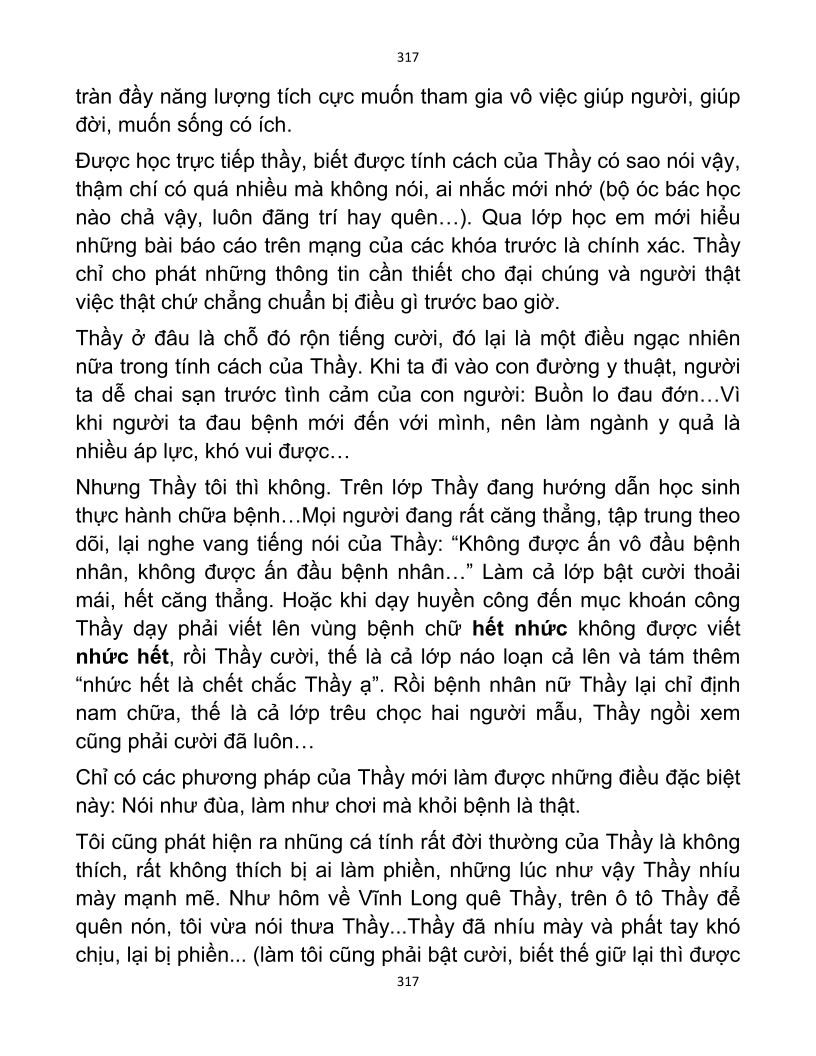 317
tràn đầy năng lượng tích cực muốn tham gia vô việc giúp người, giúp
đời, muốn sống có ích.
Được học trực tiếp thầy, biết được tính cách của Thầy có sao nói vậy,
thậm chí có quá nhiều mà không nói, ai nhắc mới nhớ (bộ óc bác học
nào chả vậy, luôn đãng trí hay quên…). Qua lớp học em mới hiểu
những bài báo cáo trên mạng của các khóa trước là chính xác. Thầy
chỉ cho phát những thông tin cần thiết cho đại chúng và người thật
việc thật chứ chẳng chuẩn bị điều gì trước bao giờ.
Thầy ở đâu là chỗ đó rộn tiếng cười, đó lại là một điều ngạc nhiên
nữa trong tính cách của Thầy. Khi ta đi vào con đường y thuật, người
ta dễ chai sạn trước tình cảm của con người: Buồn lo đau đớn…Vì
khi người ta đau bệnh mới đến với mình, nên làm ngành y quả là
nhiều áp lực, khó vui được…
Nhưng Thầy tôi thì không. Trên lớp Thầy đang hướng dẫn học sinh
thực hành chữa bệnh…Mọi người đang rất căng thẳng, tập trung theo
dõi, lại nghe vang tiếng nói của Thầy: “Không được ấn vô đầu bệnh
nhân, không được ấn đầu bệnh nhân…” Làm cả lớp bật cười thoải
mái, hết căng thẳng. Hoặc khi dạy huyền công đến mục khoán công
Thầy dạy phải viết lên vùng bệnh chữ hết nhức không được viết
nhức hết, rồi Thầy cười, thế là cả lớp náo loạn cả lên và tám thêm
“nhức hết là chết chắc Thầy ạ”. Rồi bệnh nhân nữ Thầy lại chỉ định
nam chữa, thế là cả lớp trêu chọc hai người mẫu, Thầy ngồi xem
cũng phải cười đã luôn…
Chỉ có các phương pháp của Thầy mới làm được những điều đặc biệt
này: Nói như đùa, làm như chơi mà khỏi bệnh là thật.
Tôi cũng phát hiện ra nhũng cá tính rất đời thường của Thầy là không
thích, rất không thích bị ai làm phiền, những lúc như vậy Thầy nhíu
mày mạnh mẽ. Như hôm về Vĩnh Long quê Thầy, trên ô tô Thầy để
quên nón, tôi vừa nói thưa Thầy...Thầy đã nhíu mày và phất tay khó
chịu, lại bị phiền... (làm tôi cũng phải bật cười, biết thế giữ lại thì được
317